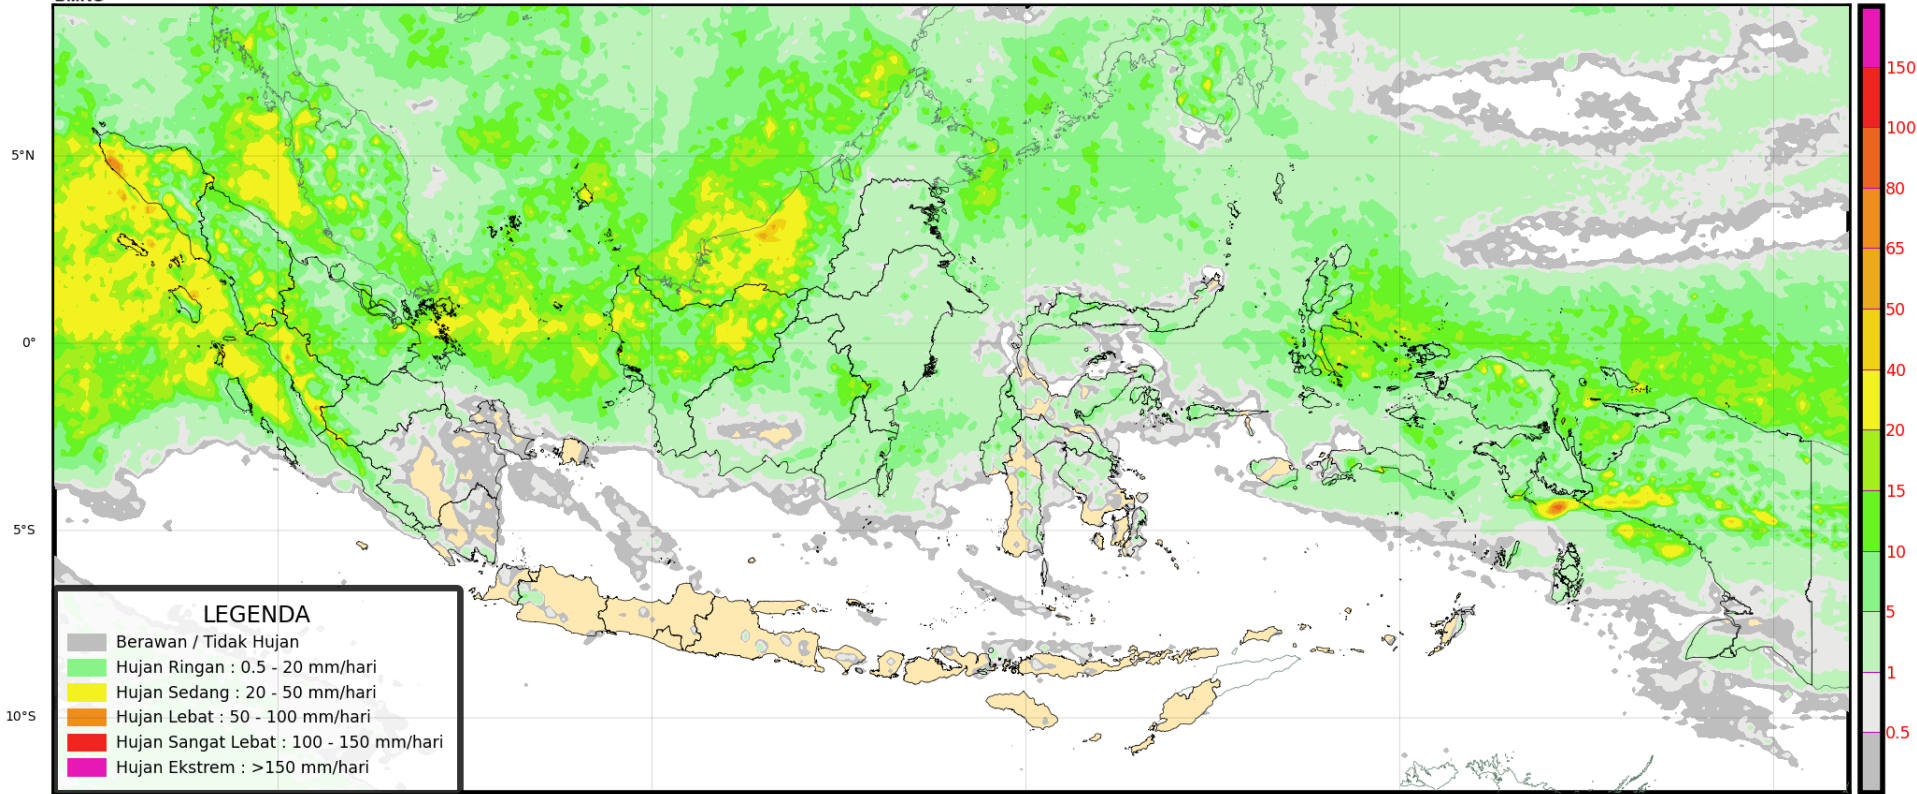 5°N
0°
5°S
10°S
LEGENDA
Berawan / Tidak Hujan
Hujan Ringan : 0.5 - 20 mm/hari
Hujan Sedang : 20 - 50 mm/hari
Hujan Lebat : 50 - 100 mm/hari
Hujan Sangat Lebat : 100 - 150 mm/hari
Hujan Ekstrem : >150 mm/hari
150
100
80
65
50
40
20
15
10
5
1
0.5